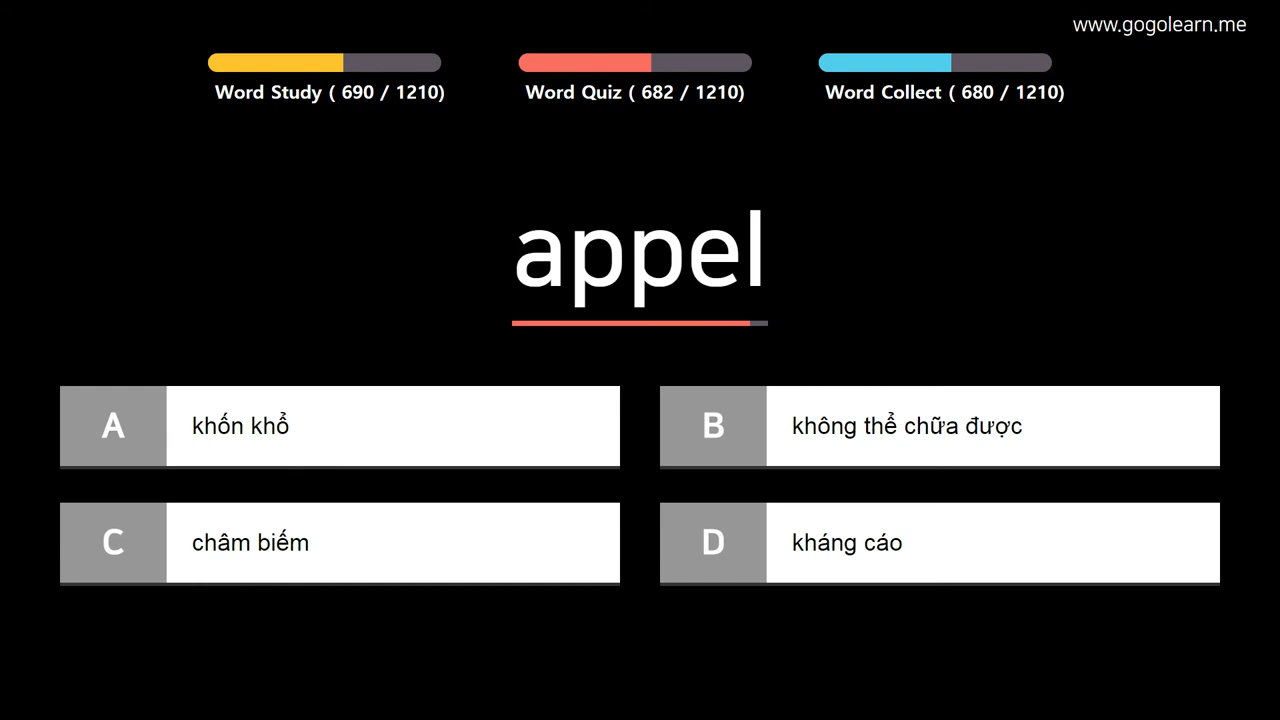 www.gogolearn.me
Word Study ( 690 / 1210)
Word Quiz ( 682 / 1210)
Word Collect ( 680 / 1210)
appel
A khốn khổ
B không thể chữa được
C châm biếm
D kháng cáo